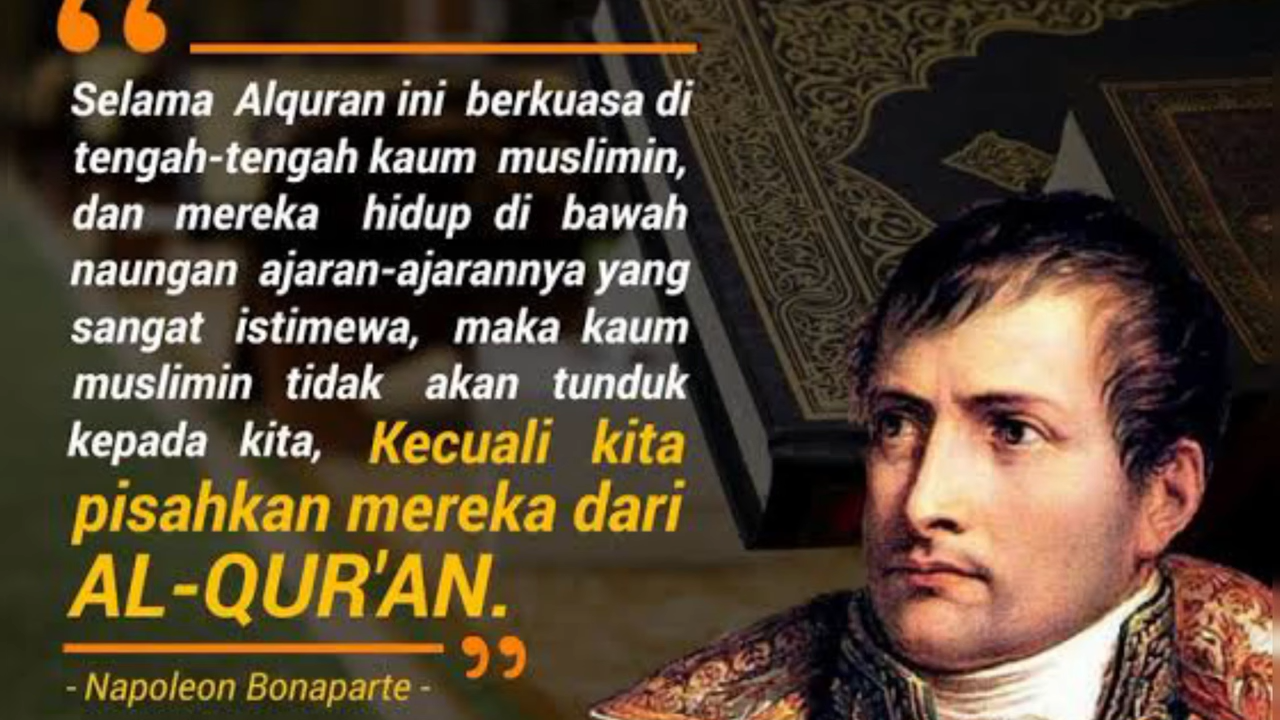 Selama Alquran ini berkuasa di
tengah-tengah kaum muslimin,
dan mereka hidup di bawah
naungan ajaran-ajarannya yang
sangat istimewa, maka kaum
muslimin tidak akan tunduk
kepada kita, Kecuali kita
pisahkan mereka dari
AL-QUR'AN.
- Napoleon Bonaparte -